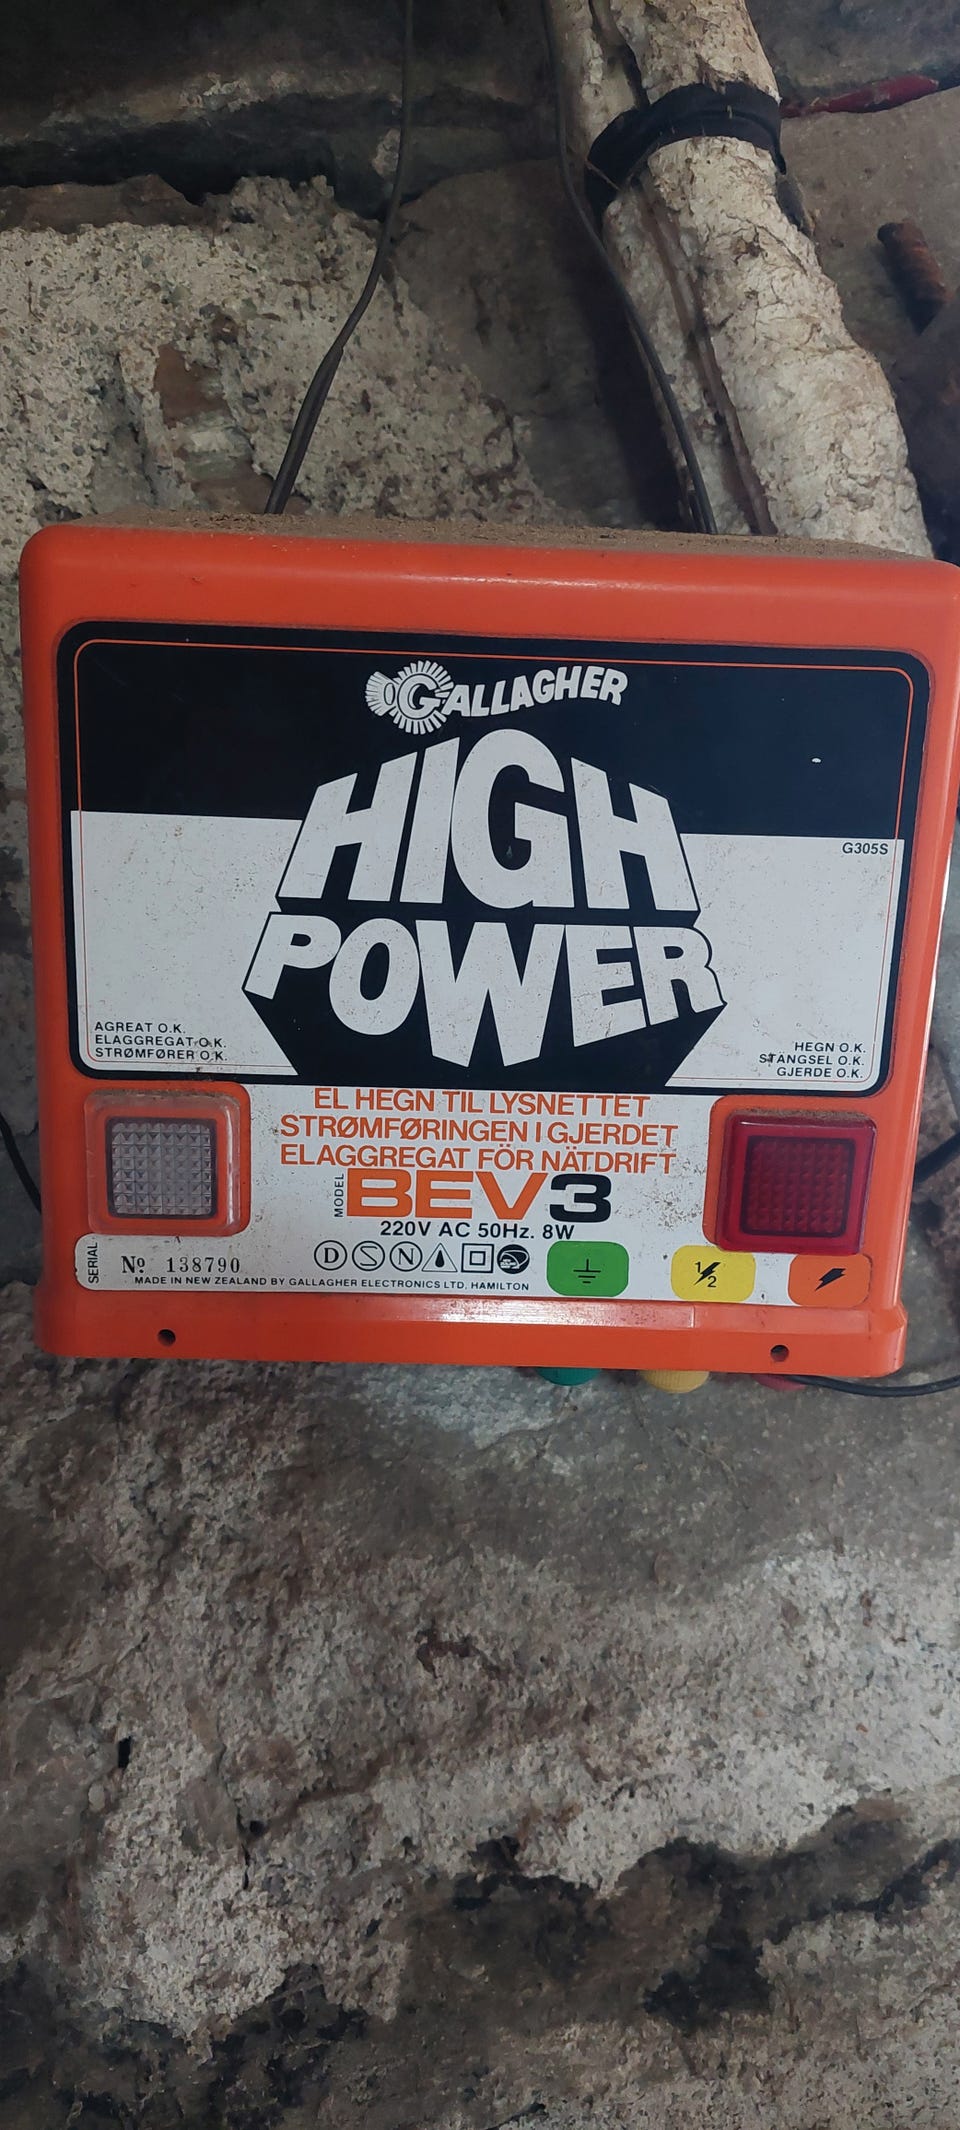 GALLAGHER
HIGH
POWER
G305S
AGREAT O.K.
ELAGGREGAT O.K.
STRØMFØRER O.K.
HEGN O.K.
STÄNGSEL O.K.
GJERDE O.K.
EL HEGN TIL LYSNETTET
STRØMFØRINGEN I GJERDET
ELAGGREGAT FÖR NÄTDRIFT
MODEL BEV3
220V AC 50Hz. 8W
D S N
SERIAL № 138790
MADE IN NEW ZEALAND BY GALLAGHER ELECTRONICS LTD, HAMILTON
1/2